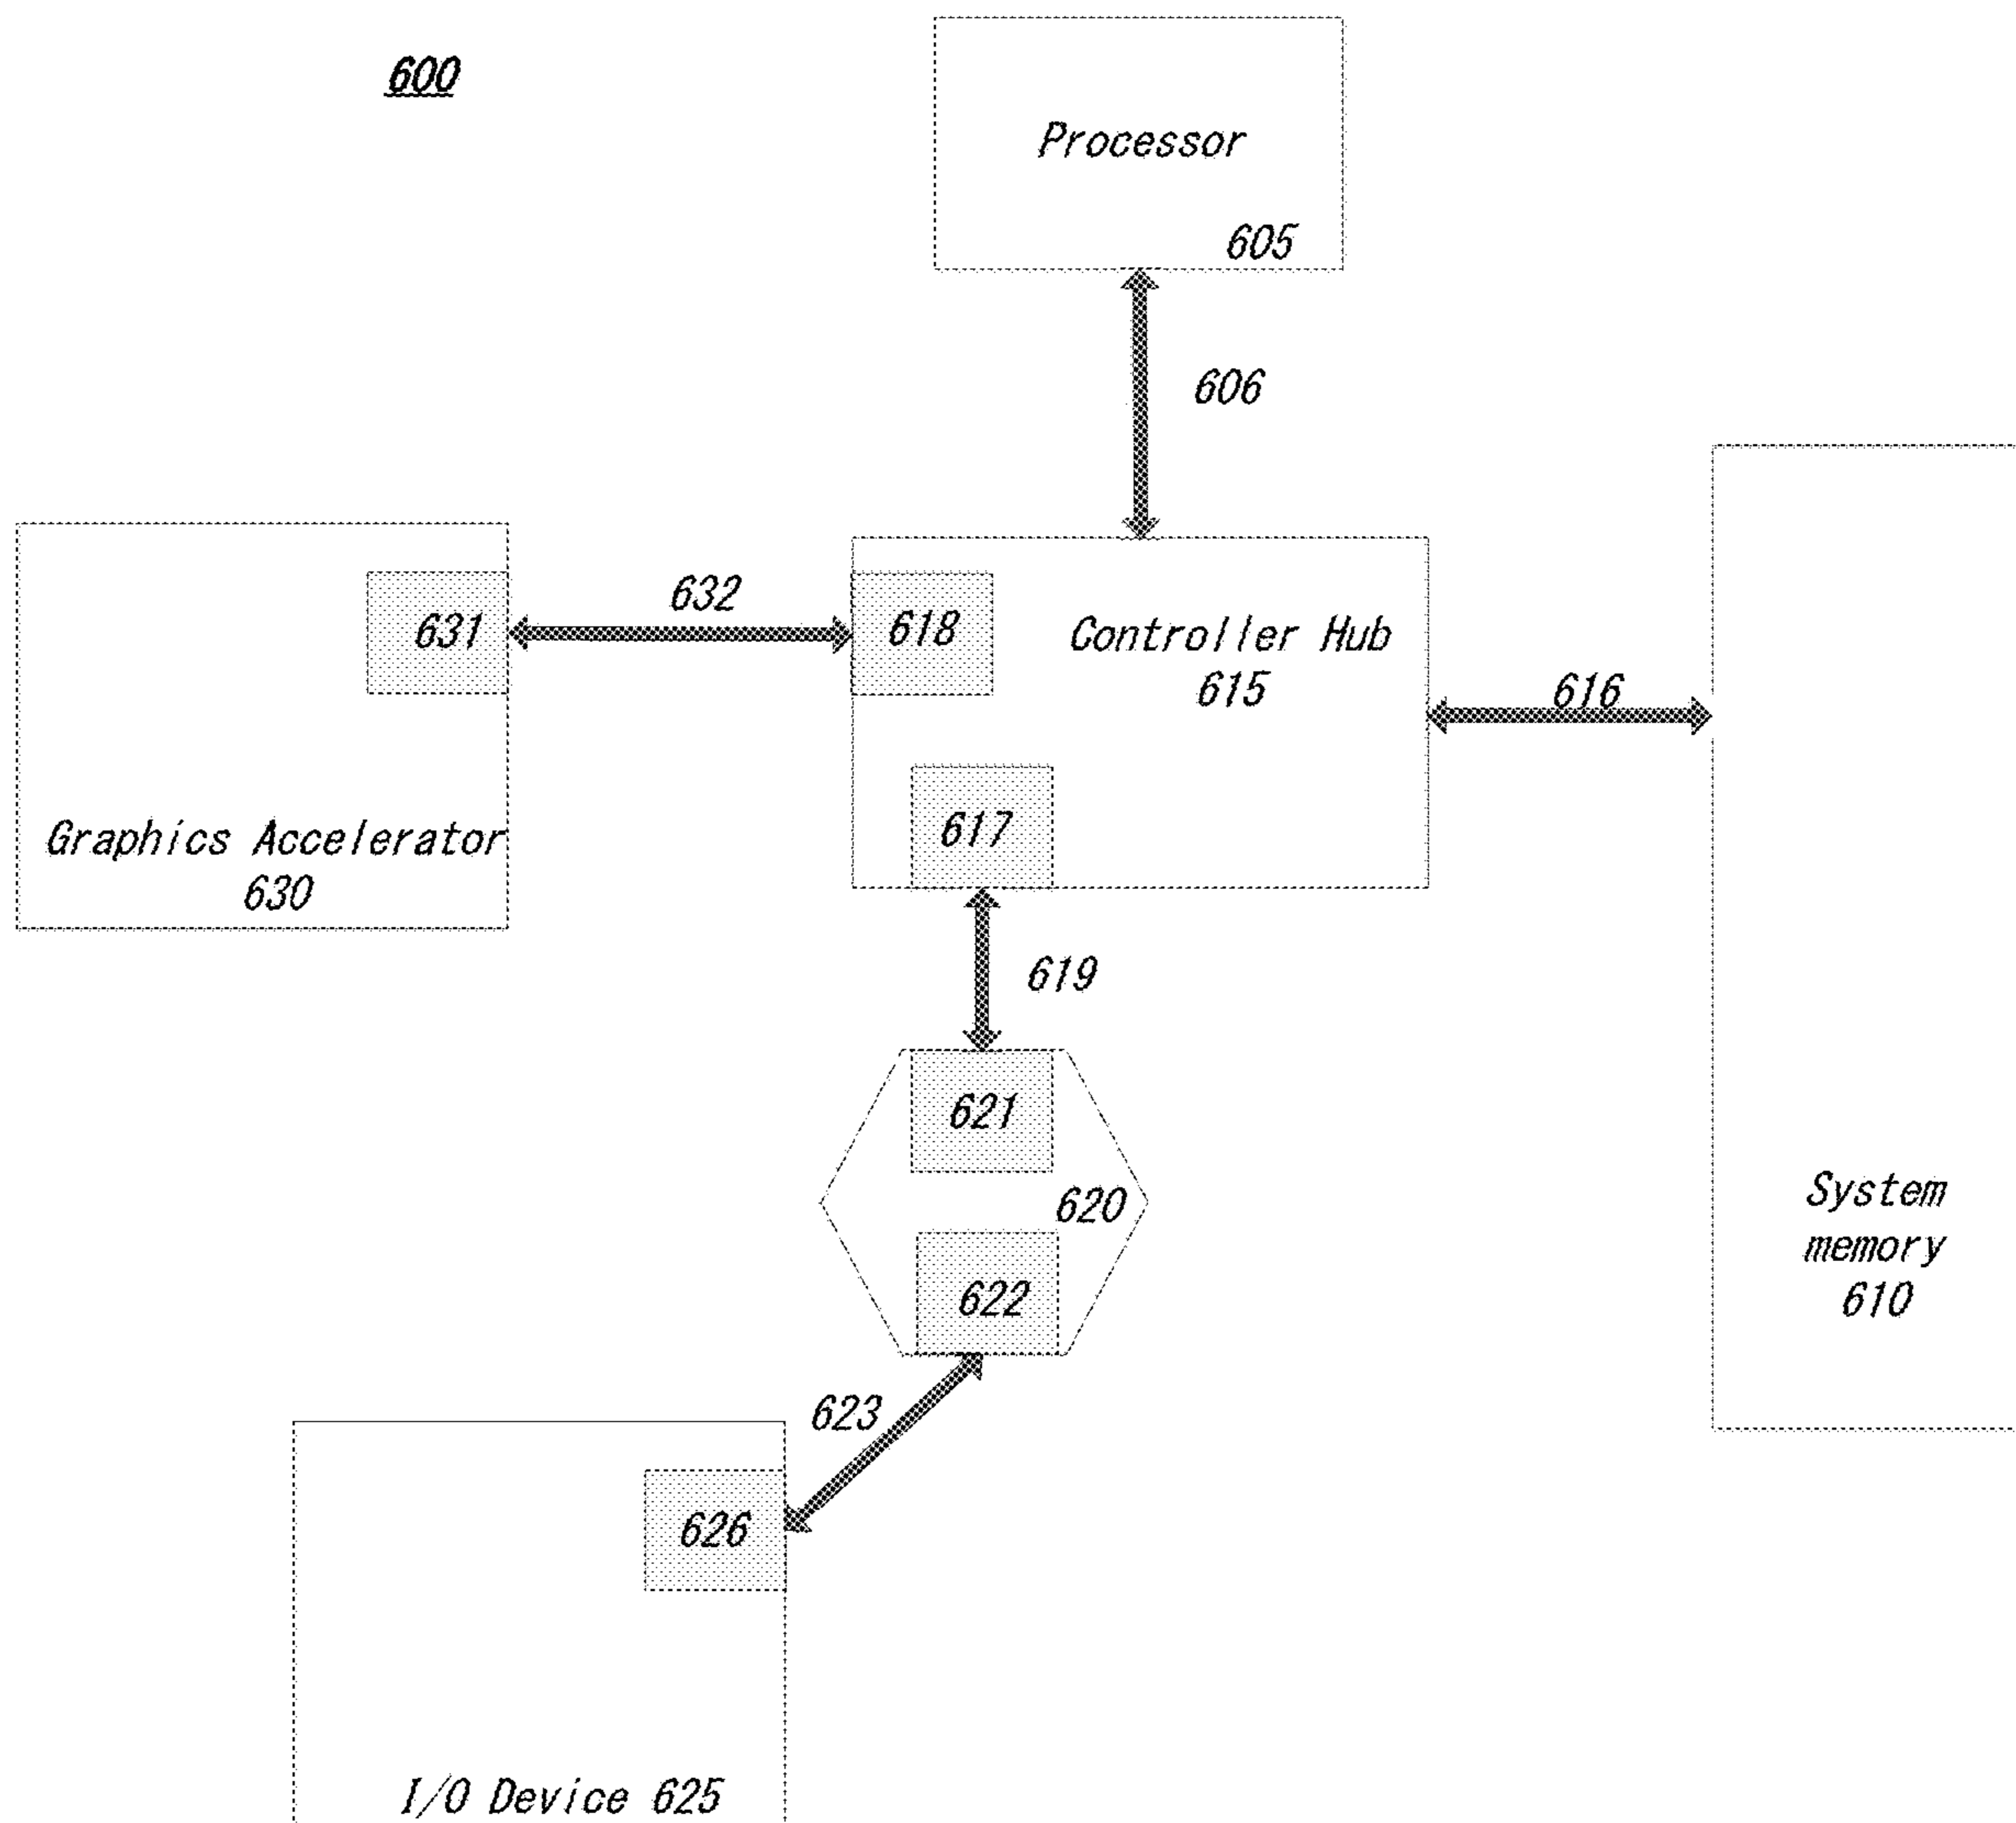 600
Processor
605
606
631
632
618
Controller Hub
615
616
617
Graphics Accelerator
630
619
621
620
622
System
memory
610
623
626
I/O Device 625